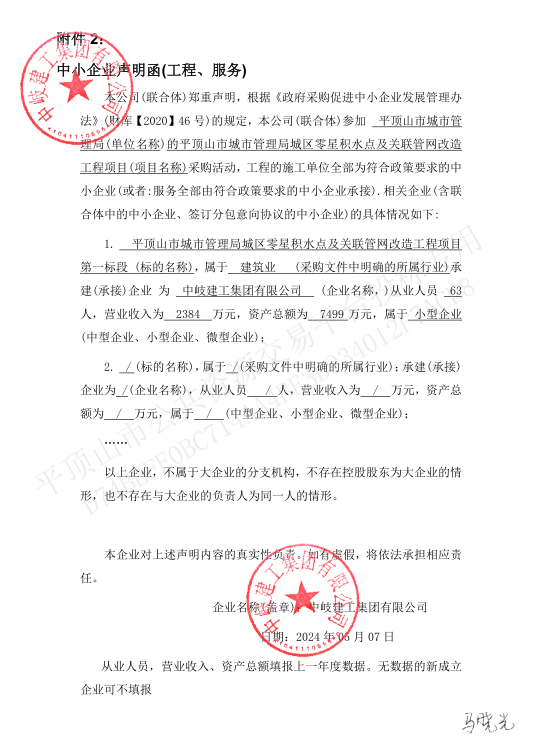 附件 2:
中小企业声明函(工程、服务)
本公司(联合体)郑重声明，根据《政府采购促进中小企业发展管理办
法》(财库【2020】46 号)的规定，本公司(联合体)参加 平顶山市城市管
理局(单位名称)的平顶山市城市管理局城区零星积水点及关联管网改造
工程项目(项目名称)采购活动，工程的施工单位全部为符合政策要求的中
小企业(或者:服务全部由符合政策要求的中小企业承接).相关企业(含联
合体中的中小企业、签订分包意向协议的中小企业)的具体情况如下:
1. 平顶山市城市管理局城区零星积水点及关联管网改造工程项目
第一标段 (标的名称)，属于 建筑业 (采购文件中明确的所属行业)承
建(承接)企业 为 中岐建工集团有限公司 (企业名称,)从业人员 63
人，营业收入为 2384 万元，资产总额为 7499 万元，属于 小型企业
(中型企业、小型企业、微型企业);
2. /(标的名称),属于/(采购文件中明确的所属行业); 承建(承接)
企业为/(企业名称)，从业人员 / 人，营业收入为 / 万元，资产总
额为 / 万元，属于 / (中型企业、小型企业、微型企业);
……
以上企业，不属于大企业的分支机构，不存在控股股东为大企业的情
形，也不存在与大企业的负责人为同一人的情形。
本企业对上述声明内容的真实性负责。如有虚假，将依法承担相应责
任。
企业名称(盖章): 中岐建工集团有限公司
日期: 2024 年 05 月 07 日
从业人员，营业收入、资产总额填报上一年度数据。无数据的新成立
企业可不填报
马晓光
中岐建工集团有限公司
中岐建工集团有限公司